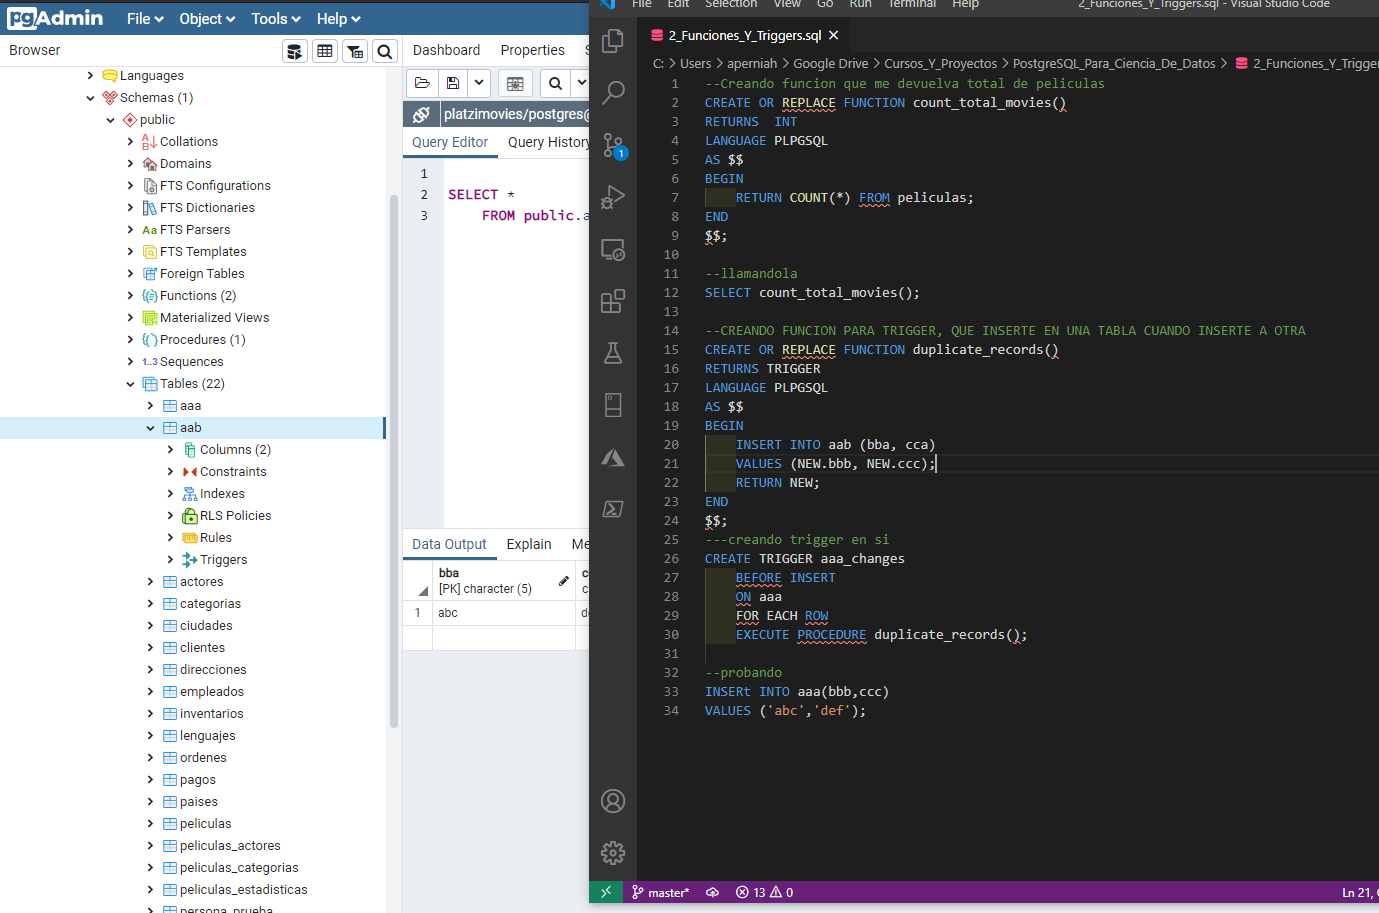 pgAdmin File Object Tools Help
Browser
Languages
Schemas (1)
public
Collations
Domains
FTS Configurations
FTS Dictionaries
Aa FTS Parsers
FTS Templates
Foreign Tables
Functions (2)
Materialized Views
Procedures (1)
1..3 Sequences
Tables (22)
aaa
aab
Columns (2)
Constraints
Indexes
RLS Policies
Rules
Triggers
actores
categorias
ciudades
clientes
direcciones
empleados
inventarios
lenguajes
ordenes
pagos
paises
peliculas
peliculas_actores
peliculas_categorias
peliculas_estadisticas
persona_prueba
Dashboard Properties
platzimovies/postgres@
Query Editor Query History
1
2 SELECT *
3 FROM public.a
Data Output Explain Me
bba
[PK] character (5)
1 abc
File Edit Selection View Go Run Terminal Help 2_Funciones_Y_Triggers.sql - Visual Studio Code
2_Funciones_Y_Triggers.sql
C: > Users > aperniah > Google Drive > Cursos_Y_Proyectos > PostgreSQL_Para_Ciencia_De_Datos > 2_Funciones_Y_Trigger
1 --Creando funcion que me devuelva total de peliculas
2 CREATE OR REPLACE FUNCTION count_total_movies()
3 RETURNS  INT
4 LANGUAGE PLPGSQL
5 AS $$
6 BEGIN
7 RETURN COUNT(*) FROM peliculas;
8 END
9 $$;
10
11 --llamandola
12 SELECT count_total_movies();
13
14 --CREANDO FUNCION PARA TRIGGER, QUE INSERTE EN UNA TABLA CUANDO INSERTE A OTRA
15 CREATE OR REPLACE FUNCTION duplicate_records()
16 RETURNS TRIGGER
17 LANGUAGE PLPGSQL
18 AS $$
19 BEGIN
20 INSERT INTO aab (bba, cca)
21 VALUES (NEW.bbb, NEW.ccc);
22 RETURN NEW;
23 END
24 $$;
25 ---creando trigger en si
26 CREATE TRIGGER aaa_changes
27 BEFORE INSERT
28 ON aaa
29 FOR EACH ROW
30 EXECUTE PROCEDURE duplicate_records();
31
32 --probando
33 INSERt INTO aaa(bbb,ccc)
34 VALUES ('abc','def');
1
master* 13 0 Ln 21,